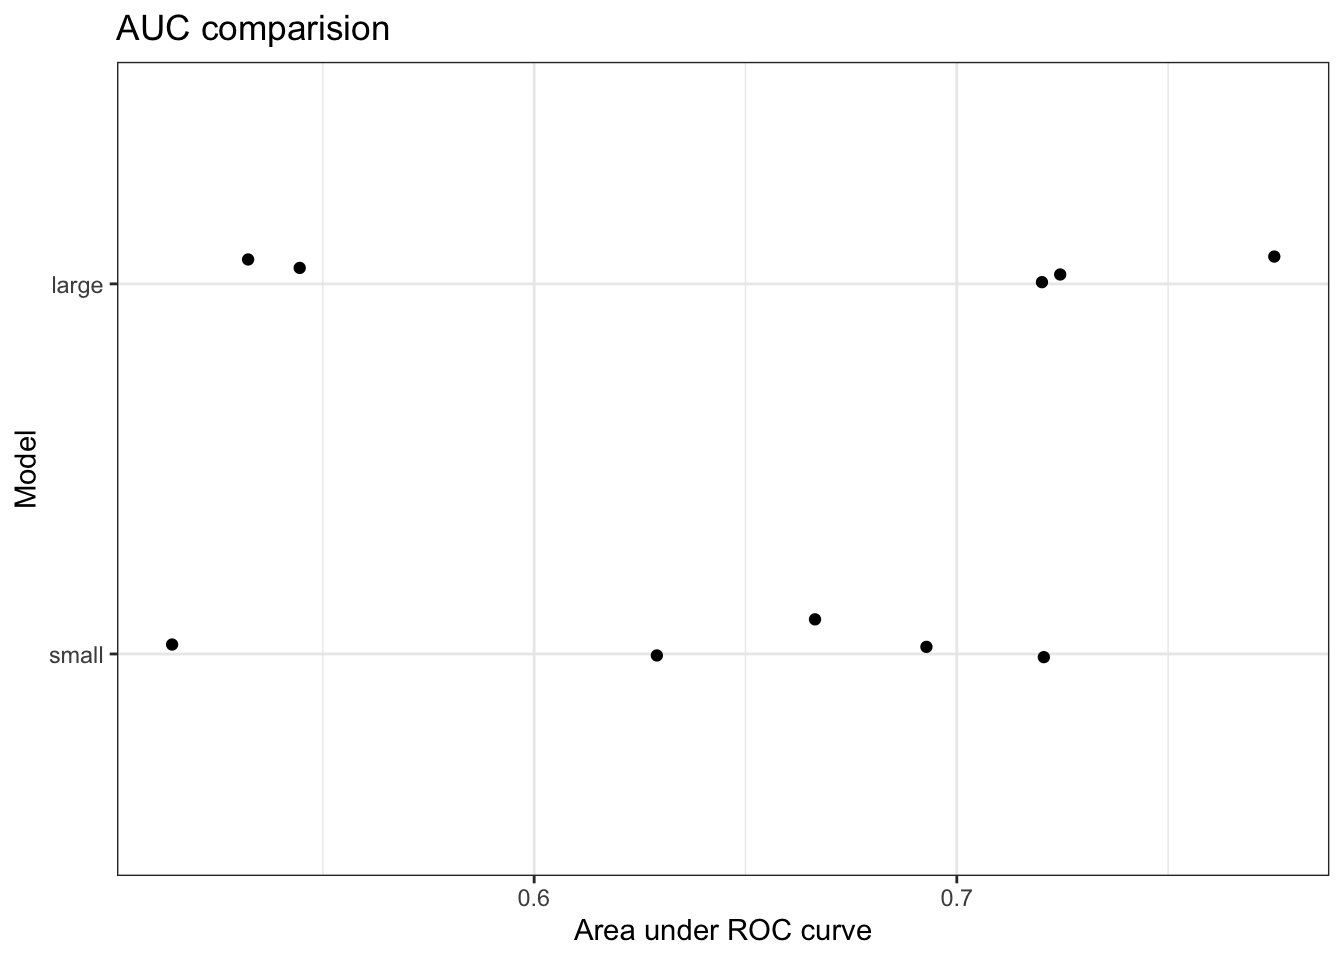 AUC comparision
large
Model
small
0.6
0.7
Area under ROC curve